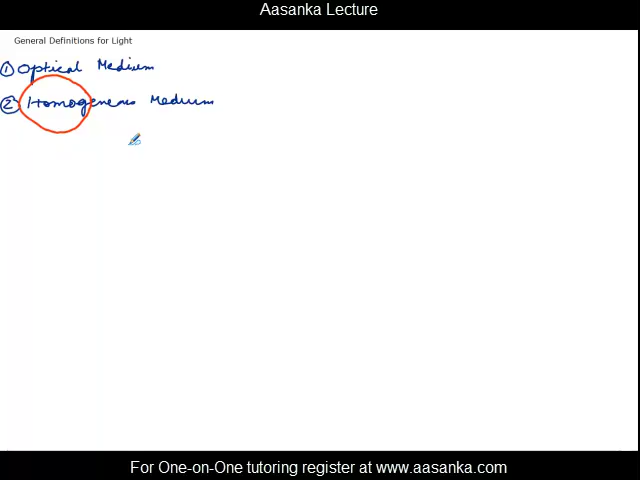 Aasanka Lecture
General Definitions for Light
① Optical Medium
② Homogeneous Medium
For One-on-One tutoring register at www.aasanka.com